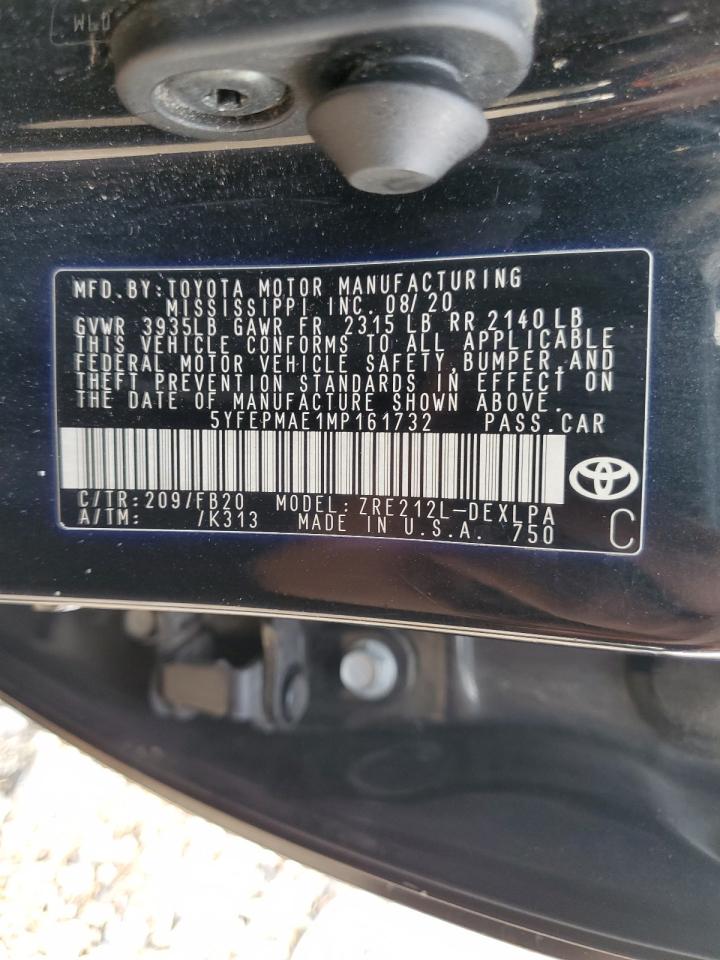 WLD
MFD.BY:TOYOTA MOTOR MANUFACTURING
MISSISSIPPI INC. 08/20
GVWR 3935LB GAWR FR 2315 LB RR 2140 LB
THIS VEHICLE CONFORMS TO ALL APPLICABLE
FEDERAL MOTOR VEHICLE SAFETY,BUMPER,AND
THEFT PREVENTION STANDARDS IN EFFECT ON
THE DATE OF MANUFACTURE SHOWN ABOVE.
5YFEPMAE1MP161732 PASS.CAR
C/TR:209/FB20 MODEL:ZRE212L-DEXLPA
A/TM: /K313 MADE IN U.S.A. 750 C